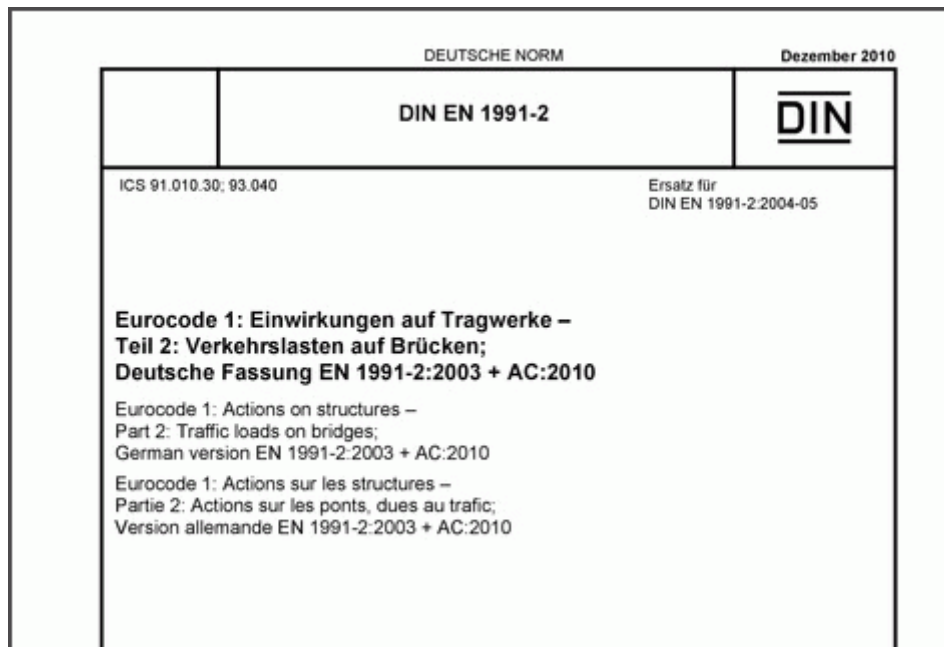 DEUTSCHE NORM
Dezember 2010
DIN EN 1991-2
DIN
ICS 91.010.30; 93.040
Ersatz für
DIN EN 1991-2:2004-05
Eurocode 1: Einwirkungen auf Tragwerke –
Teil 2: Verkehrslasten auf Brücken;
Deutsche Fassung EN 1991-2:2003 + AC:2010
Eurocode 1: Actions on structures –
Part 2: Traffic loads on bridges;
German version EN 1991-2:2003 + AC:2010
Eurocode 1: Actions sur les structures –
Partie 2: Actions sur les ponts, dues au trafic;
Version allemande EN 1991-2:2003 + AC:2010